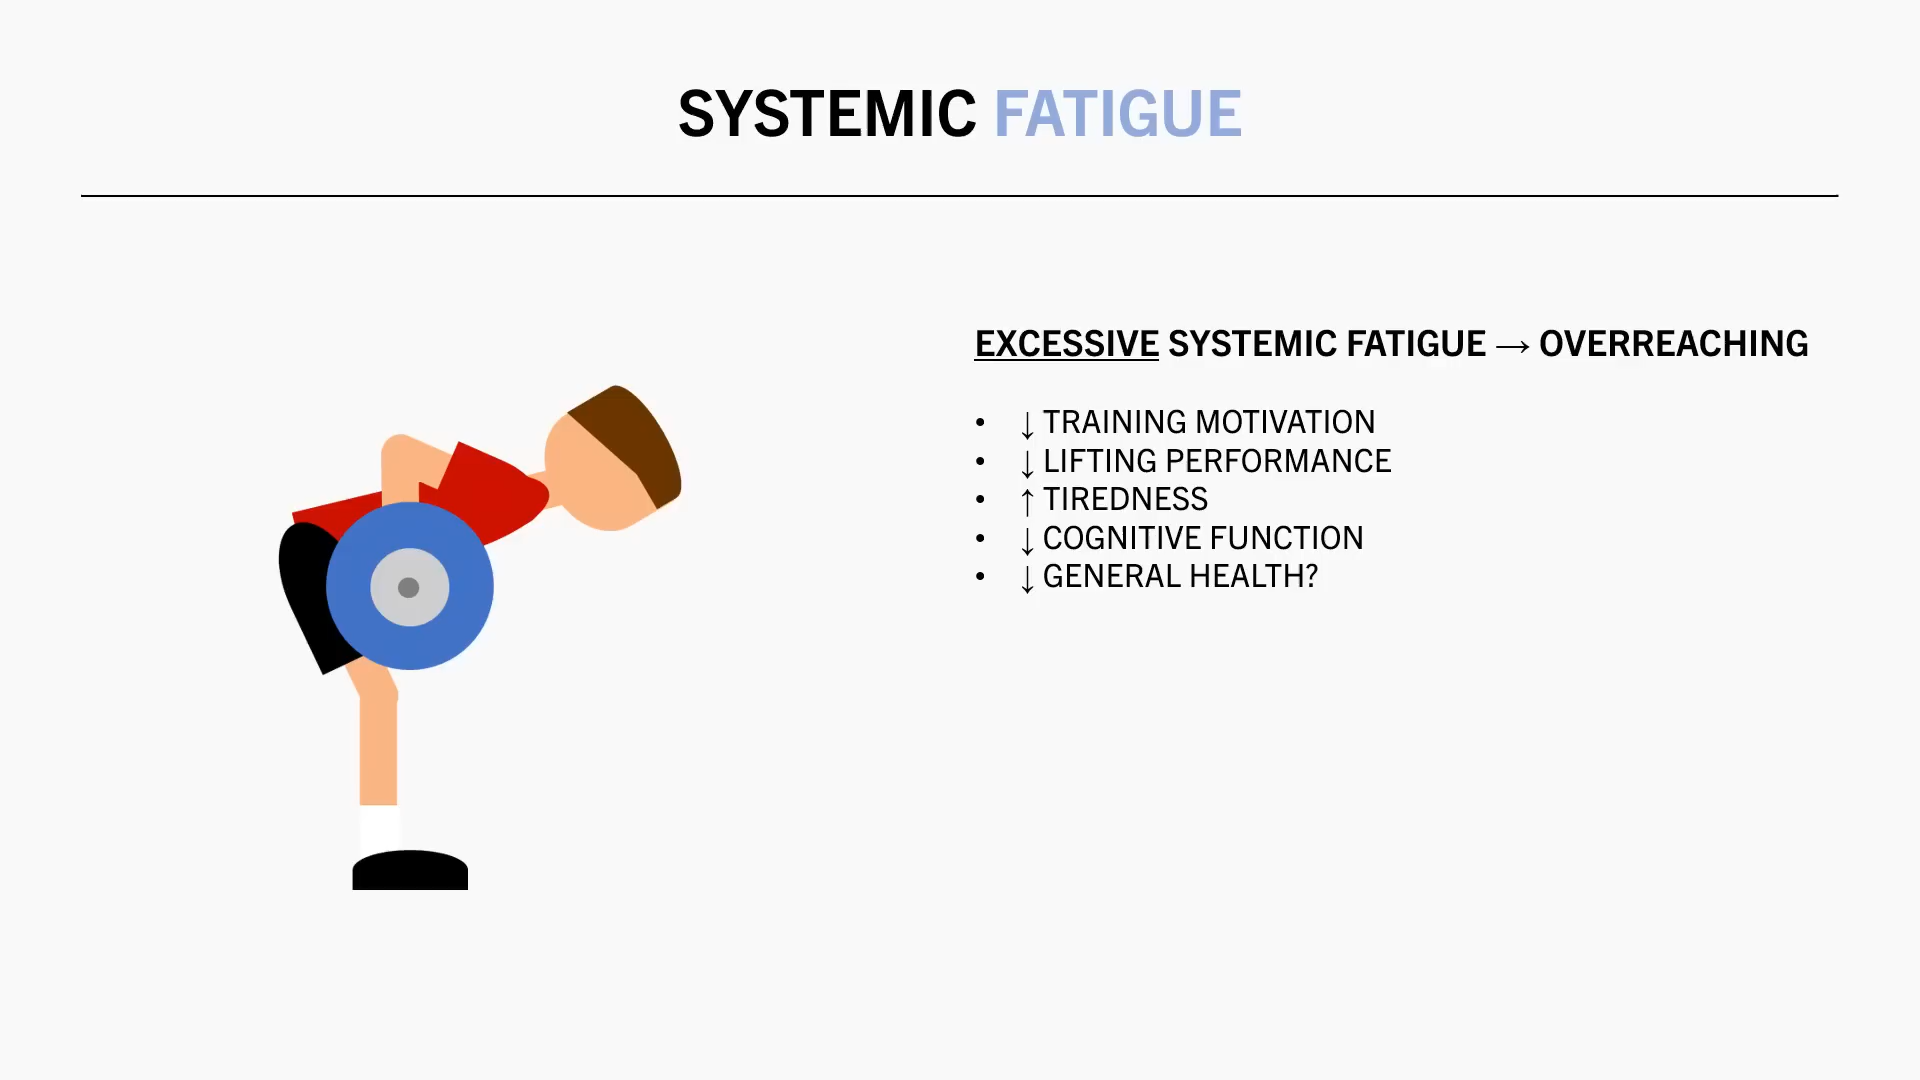 SYSTEMIC FATIGUE
EXCESSIVE SYSTEMIC FATIGUE → OVERREACHING
• ↓ TRAINING MOTIVATION
• ↓ LIFTING PERFORMANCE
• ↑ TIREDNESS
• ↓ COGNITIVE FUNCTION
• ↓ GENERAL HEALTH?